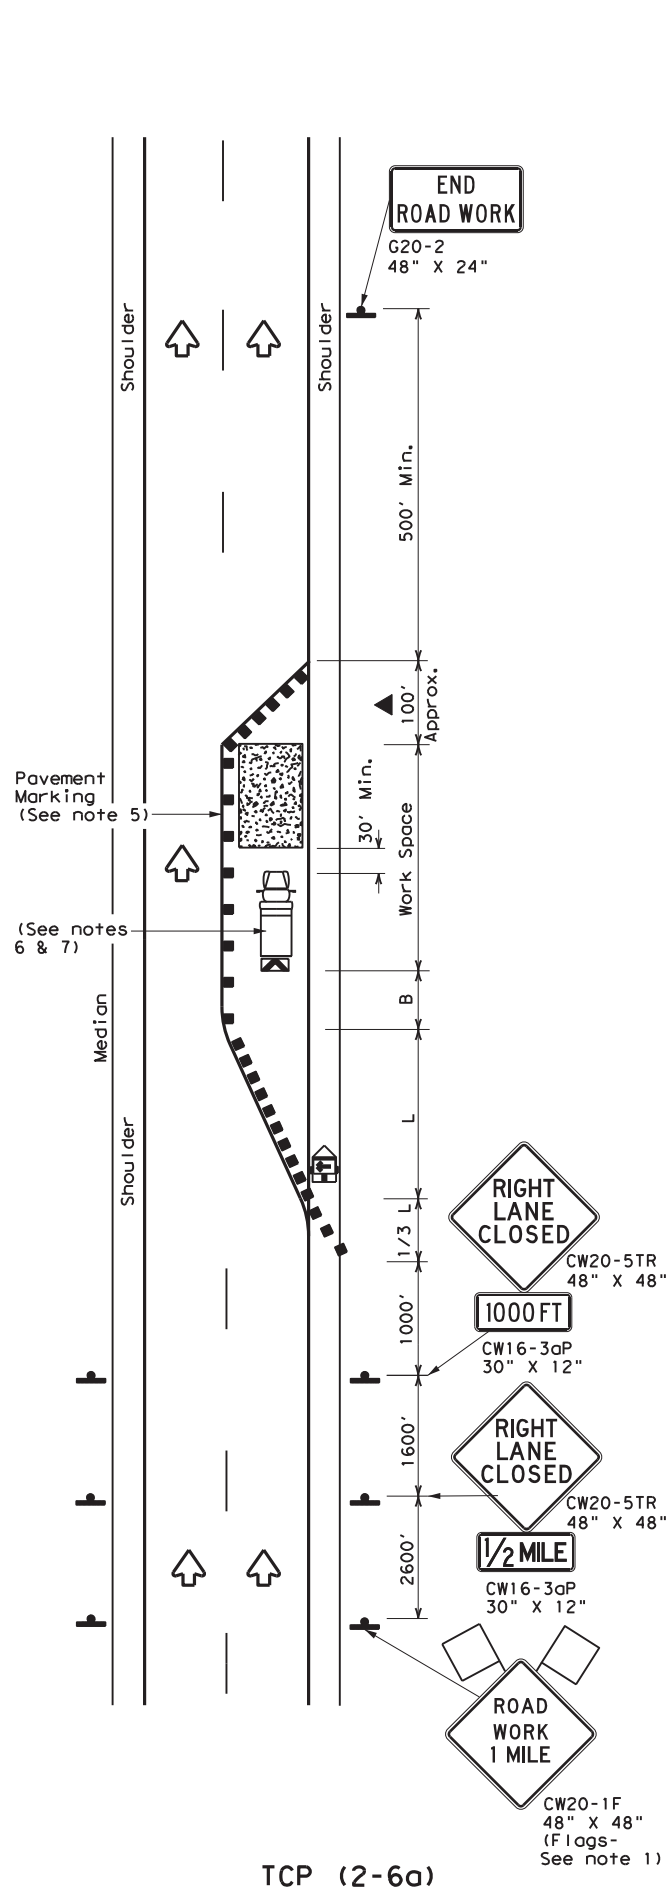 END
ROAD WORK
G20-2
48" X 24"
Shoulder
Shoulder
500' Min.
100'
Approx.
Pavement
Marking
(See note 5)
30' Min.
Work Space
(See notes
6 & 7)
B
Median
Shoulder
L
1/3 L
RIGHT
LANE
CLOSED
CW20-5TR
48" X 48"
1000 FT
CW16-3aP
30" X 12"
1000'
RIGHT
LANE
CLOSED
1600'
CW20-5TR
48" X 48"
1/2 MILE
CW16-3aP
30" X 12"
2600'
ROAD
WORK
1 MILE
CW20-1F
48" X 48"
(Flags-
See note 1)
TCP (2-6a)